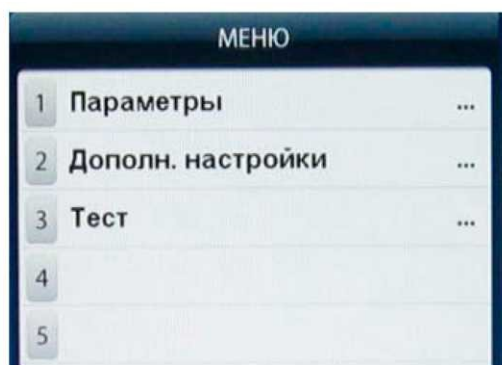 МЕНЮ
1 Параметры ...
2 Дополн. настройки ...
3 Тест ...
4
5